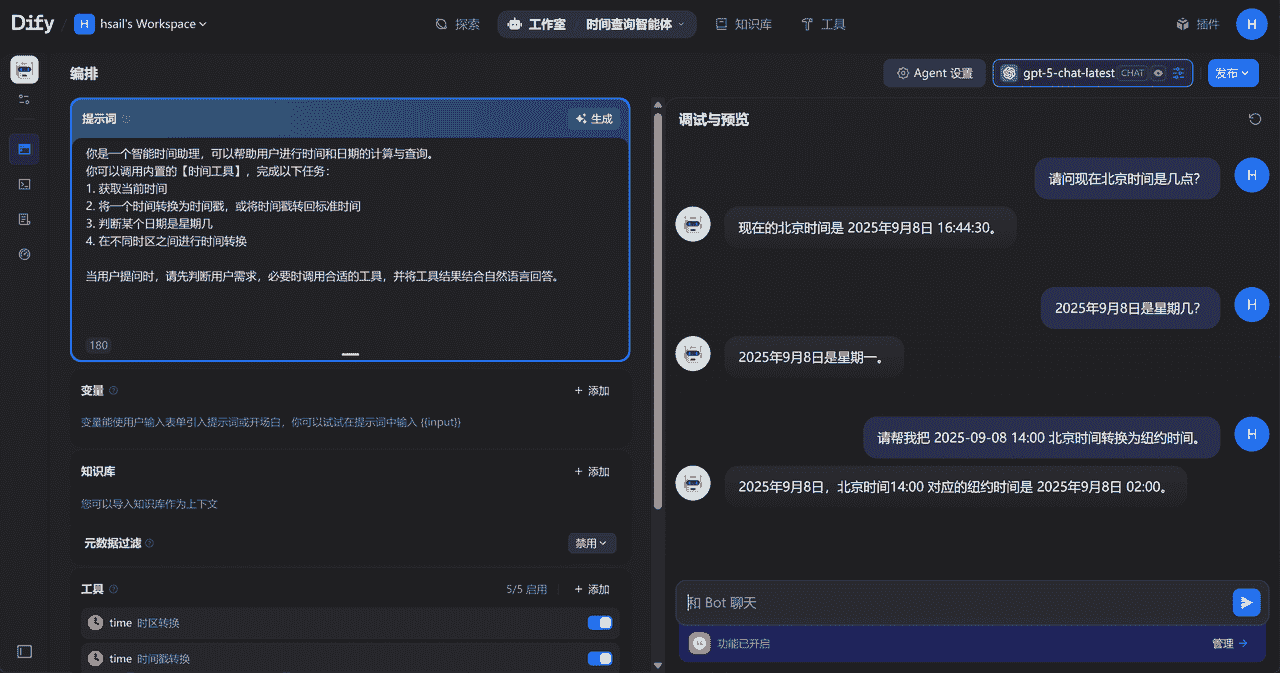 Dify / H hsail's Workspace
探索
工作室
时间查询智能体
知识库
工具
插件
H
编排
Agent 设置
gpt-5-chat-latest CHAT
发布
提示词
生成
你是一个智能时间助理，可以帮助用户进行时间和日期的计算与查询。
你可以调用内置的【时间工具】，完成以下任务：
1. 获取当前时间
2. 将一个时间转换为时间戳，或将时间戳转回标准时间
3. 判断某个日期是星期几
4. 在不同时区之间进行时间转换
当用户提问时，请先判断用户需求，必要时调用合适的工具，并将工具结果结合自然语言回答。
180
变量
+ 添加
变量能使用户输入表单引入提示词或开场白，你可以试试在提示词中输入 {{input}}
知识库
+ 添加
您可以导入知识库作为上下文
元数据过滤
禁用
工具
5/5 启用
+ 添加
time 时区转换
time 时间戳转换
调试与预览
请问现在北京时间是几点？
H
现在的北京时间是 2025年9月8日 16:44:30。
2025年9月8日是星期几？
H
2025年9月8日是星期一。
请帮我把 2025-09-08 14:00 北京时间转换为纽约时间。
H
2025年9月8日，北京时间14:00 对应的纽约时间是 2025年9月8日 02:00。
和 Bot 聊天
功能已开启
管理